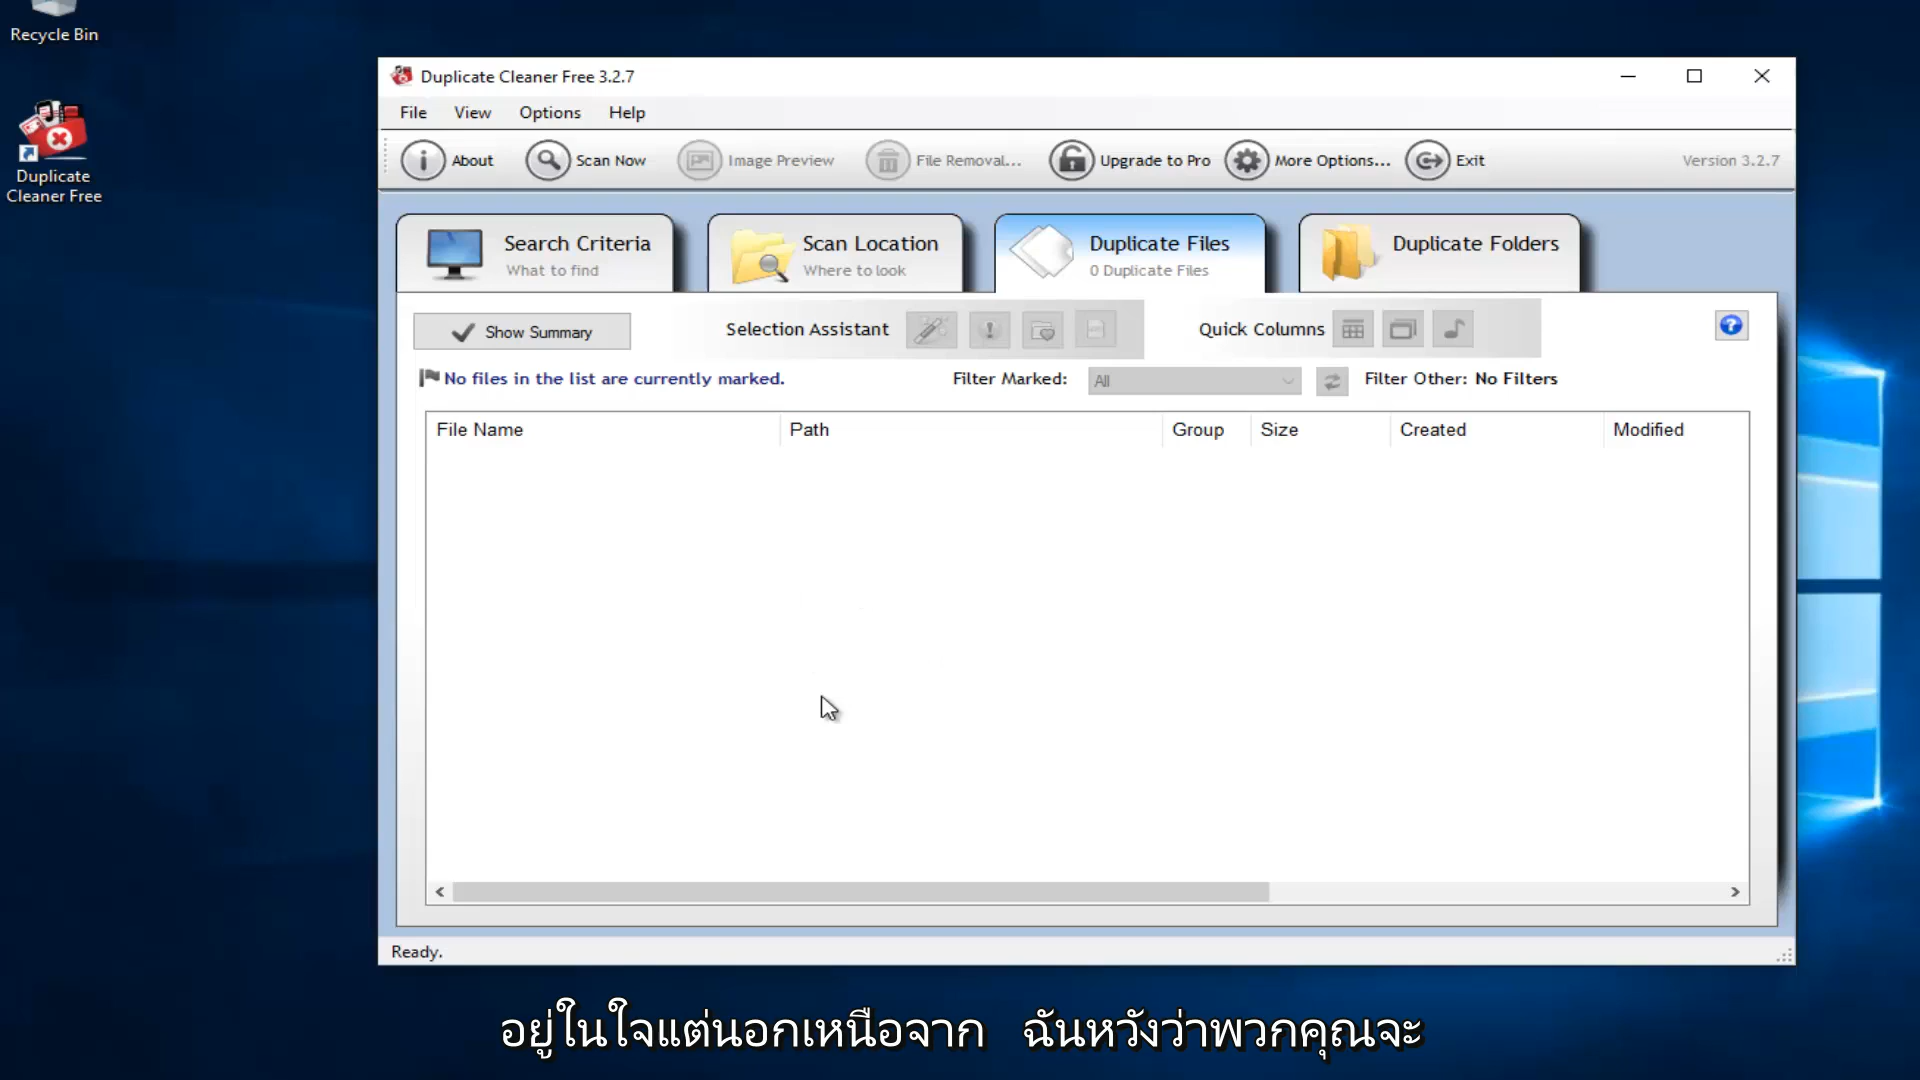 Recycle Bin
Duplicate
Cleaner Free
Duplicate Cleaner Free 3.2.7
File View Options Help
About Scan Now Image Preview File Removal... Upgrade to Pro More Options... Exit Version 3.2.7
Search Criteria
What to find
Scan Location
Where to look
Duplicate Files
0 Duplicate Files
Duplicate Folders
Show Summary Selection Assistant Quick Columns
No files in the list are currently marked. Filter Marked: All Filter Other: No Filters
File Name Path Group Size Created Modified
Ready.
อยู่ในใจแต่นอกเหนือจาก ฉันหวังว่าพวกคุณจะ